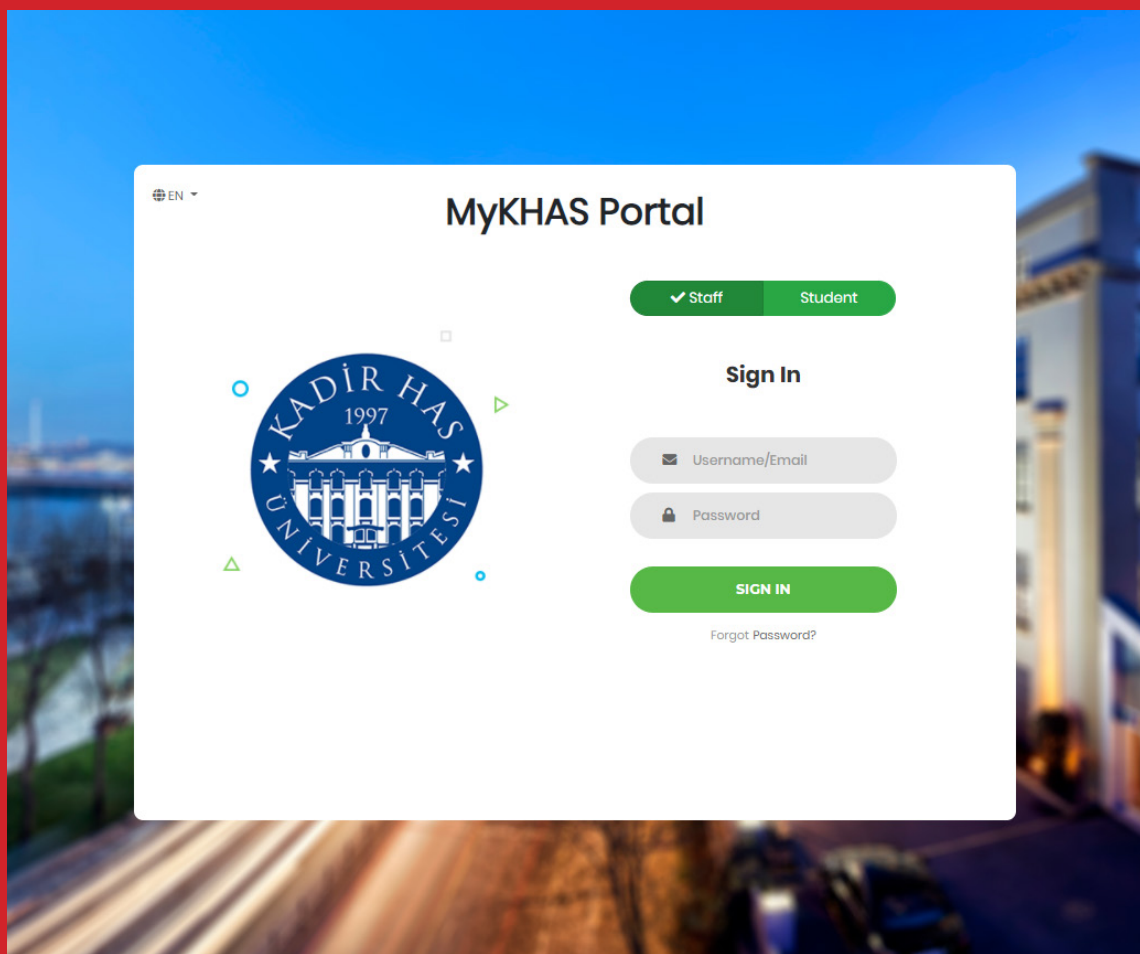 EN
MyKHAS Portal
Staff
Student
KADİR HAS
1997
ÜNİVERSİTESİ
Sign In
Username/Email
Password
SIGN IN
Forgot Password?